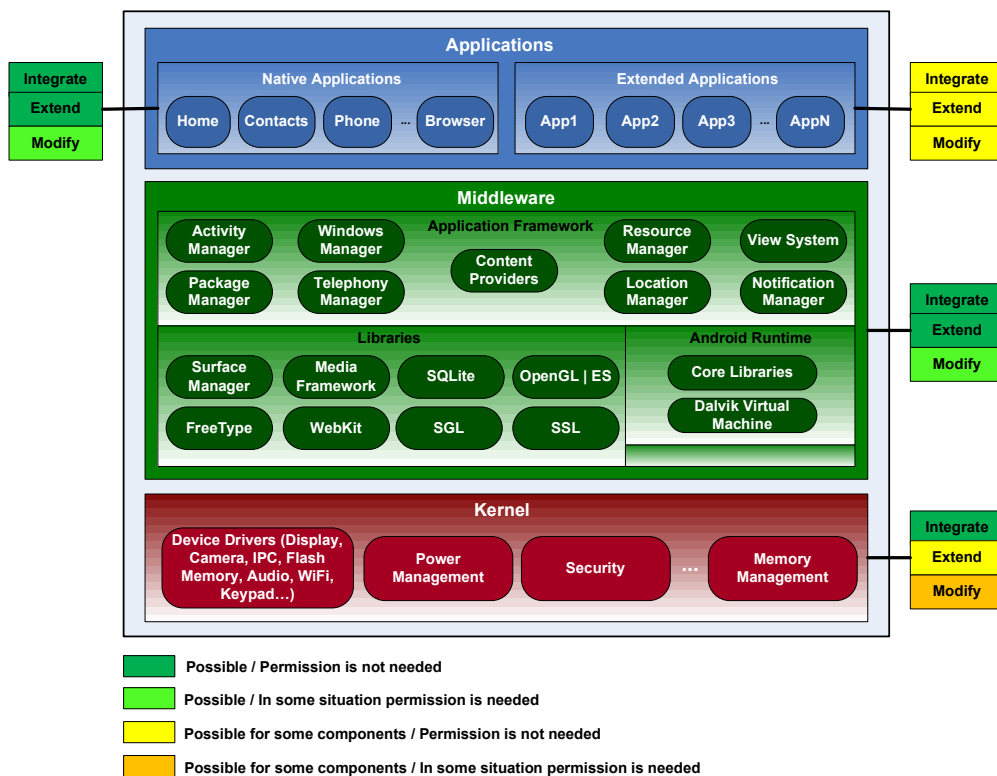 Applications
Native Applications
Extended Applications
Home
Contacts
Phone
...
Browser
App1
App2
App3
...
AppN
Integrate
Extend
Modify
Integrate
Extend
Modify
Middleware
Application Framework
Activity
Manager
Windows
Manager
Content
Providers
Resource
Manager
View System
Package
Manager
Telephony
Manager
Location
Manager
Notification
Manager
Integrate
Extend
Modify
Libraries
Surface
Manager
Media
Framework
SQLite
OpenGL | ES
FreeType
WebKit
SGL
SSL
Android Runtime
Core Libraries
Dalvik Virtual
Machine
Kernel
Device Drivers (Display,
Camera, IPC, Flash
Memory, Audio, WiFi,
Keypad...)
Power
Management
Security
...
Memory
Management
Integrate
Extend
Modify
Possible / Permission is not needed
Possible / In some situation permission is needed
Possible for some components / Permission is not needed
Possible for some components / In some situation permission is needed